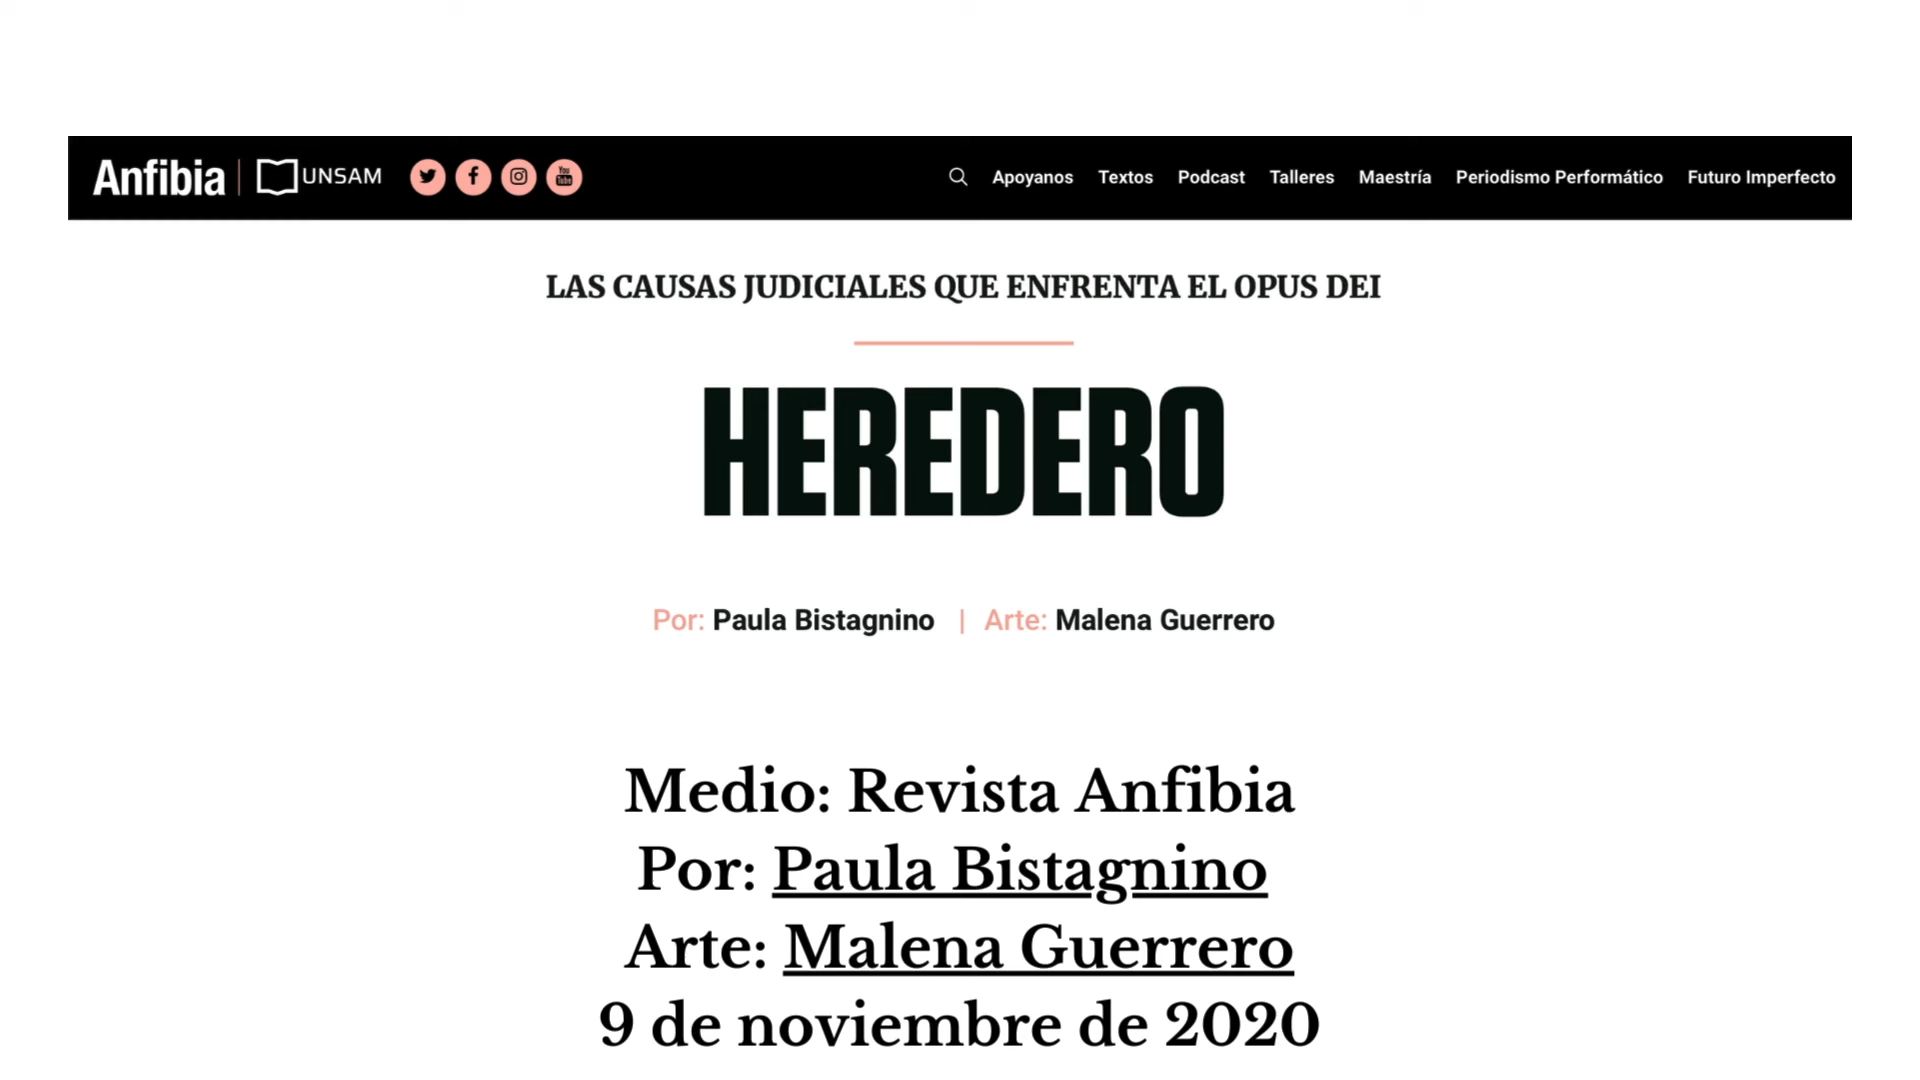 Anfibia UNSAM Apoyanos Textos Podcast Talleres Maestría Periodismo Performático Futuro Imperfecto
LAS CAUSAS JUDICIALES QUE ENFRENTA EL OPUS DEI
HEREDERO
Por: Paula Bistagnino | Arte: Malena Guerrero
Medio: Revista Anfibia
Por: Paula Bistagnino
Arte: Malena Guerrero
9 de noviembre de 2020